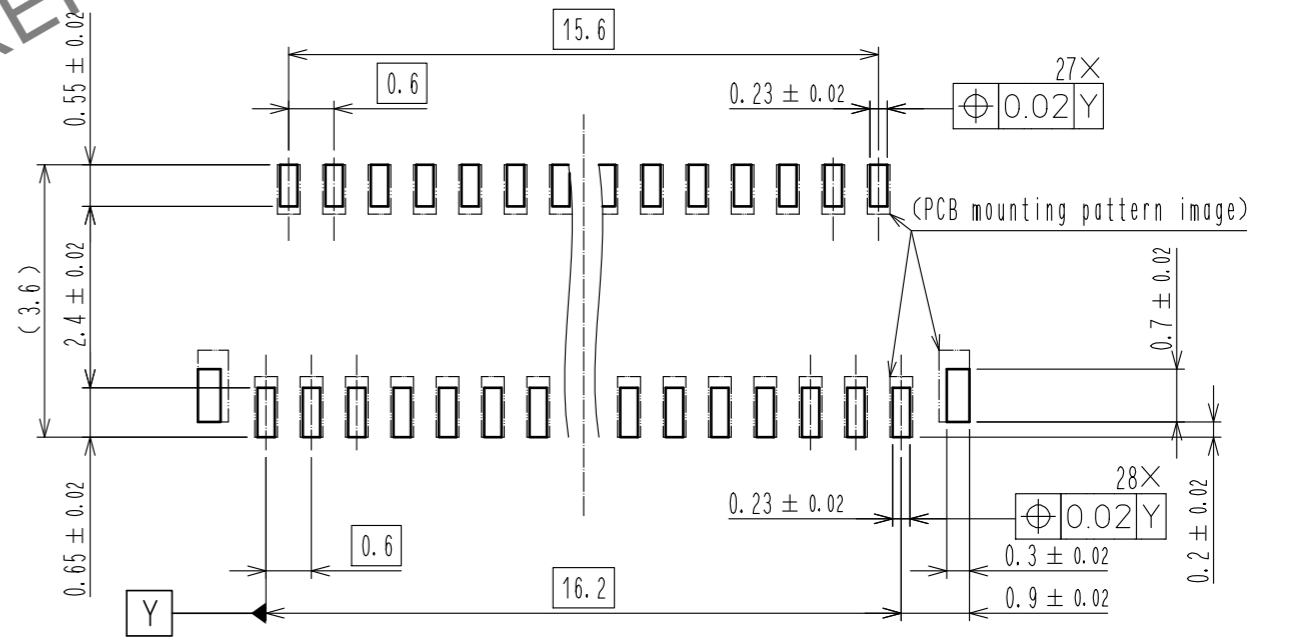 15.6
0.6
0.55 ± 0.02
0.23 ± 0.02
27×
⌖ 0.02 Y
(PCB mounting pattern image)
(3.6)
2.4 ± 0.02
0.7 ± 0.02
0.65 ± 0.02
0.23 ± 0.02
28×
⌖ 0.02 Y
0.2 ± 0.02
0.6
0.3 ± 0.02
16.2
0.9 ± 0.02
Y